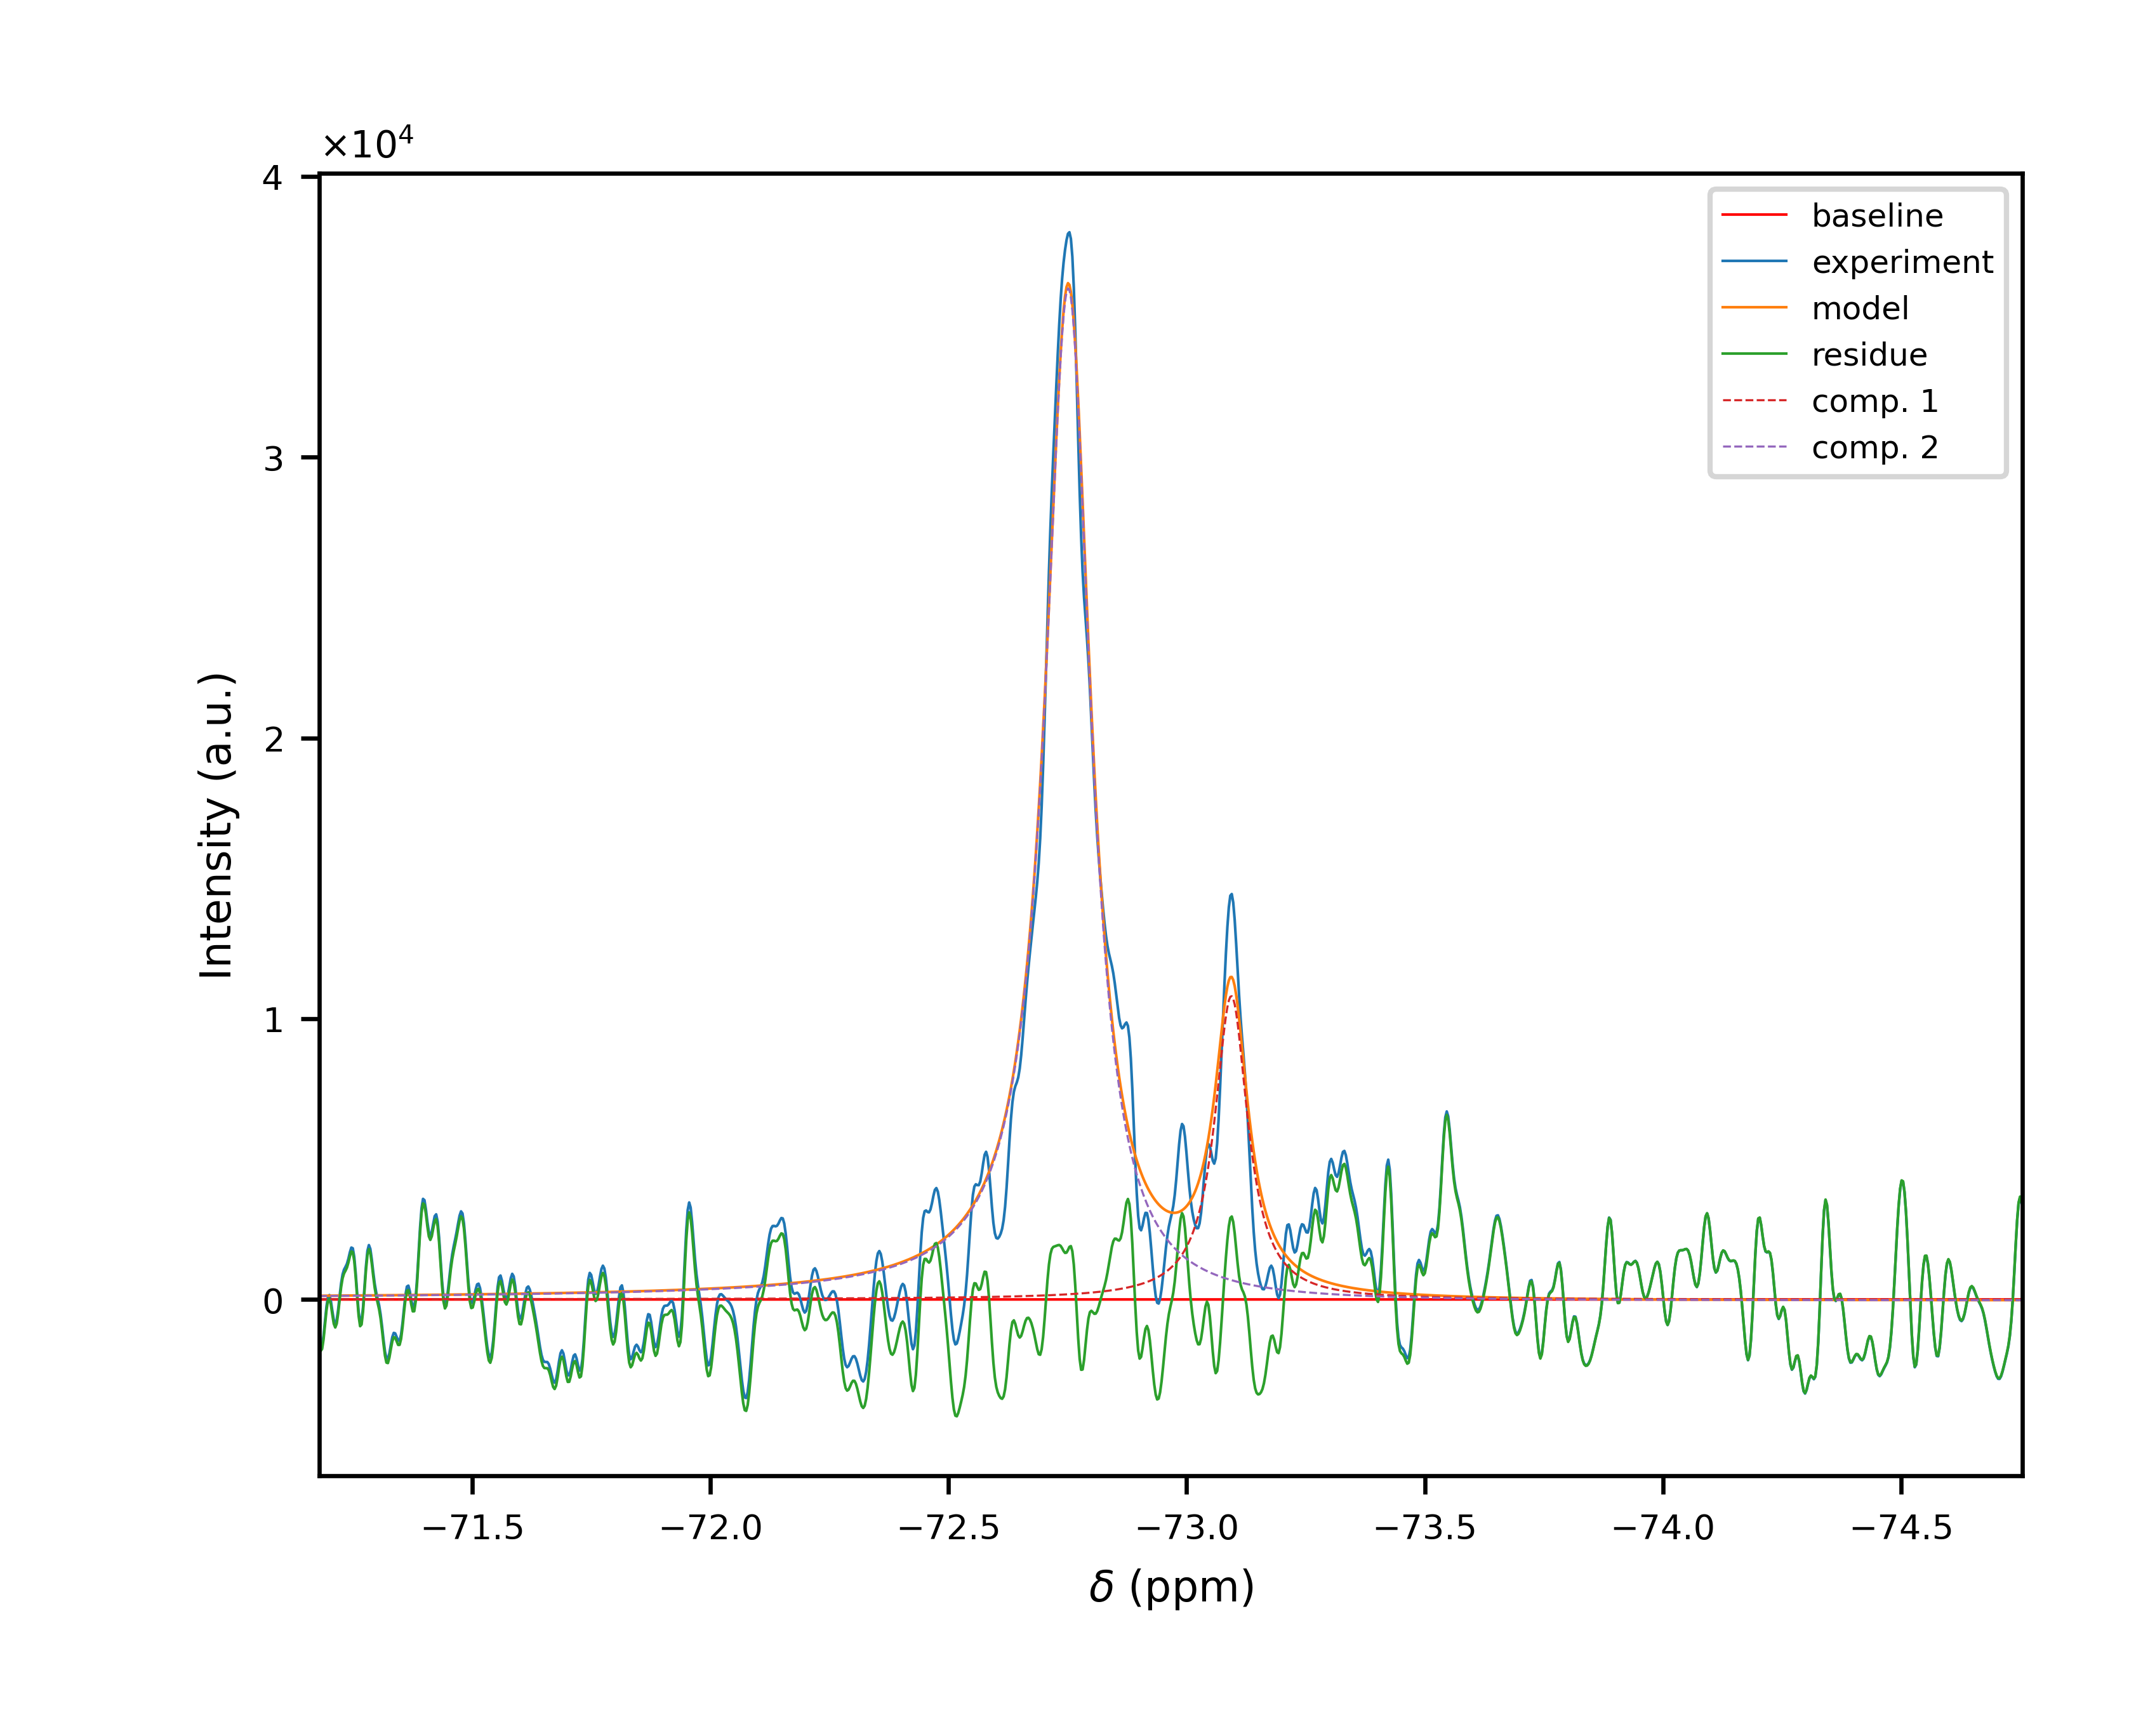 ×10⁴
4
3
2
1
0
Intensity (a.u.)
baseline
experiment
model
residue
comp. 1
comp. 2
−71.5 −72.0 −72.5 −73.0 −73.5 −74.0 −74.5
δ (ppm)